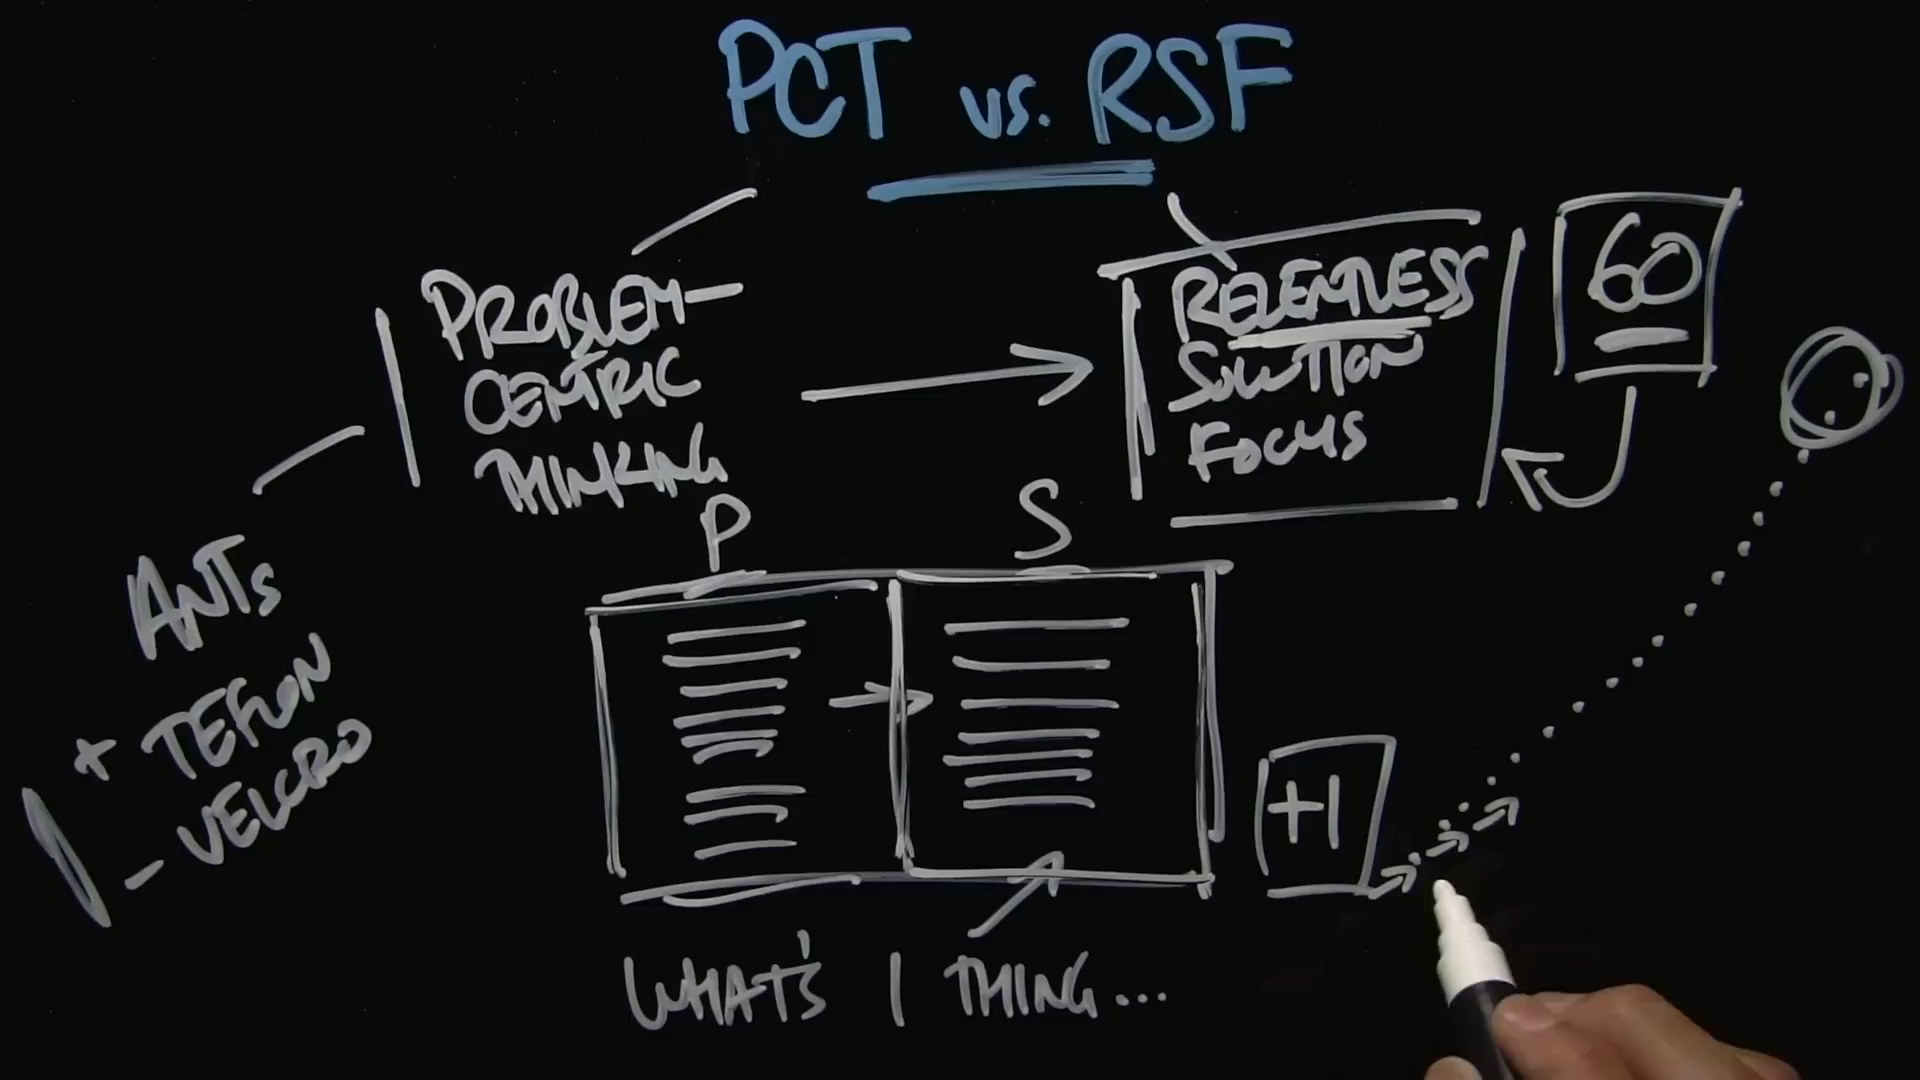 PCT vs. RSF
PROBLEM-
CENTRIC
THINKING
RELENTLESS
SOLUTION
FOCUS
60
ANTs
+ TEFLON
- VELCRO
P
S
+1
WHAT'S 1 THING...